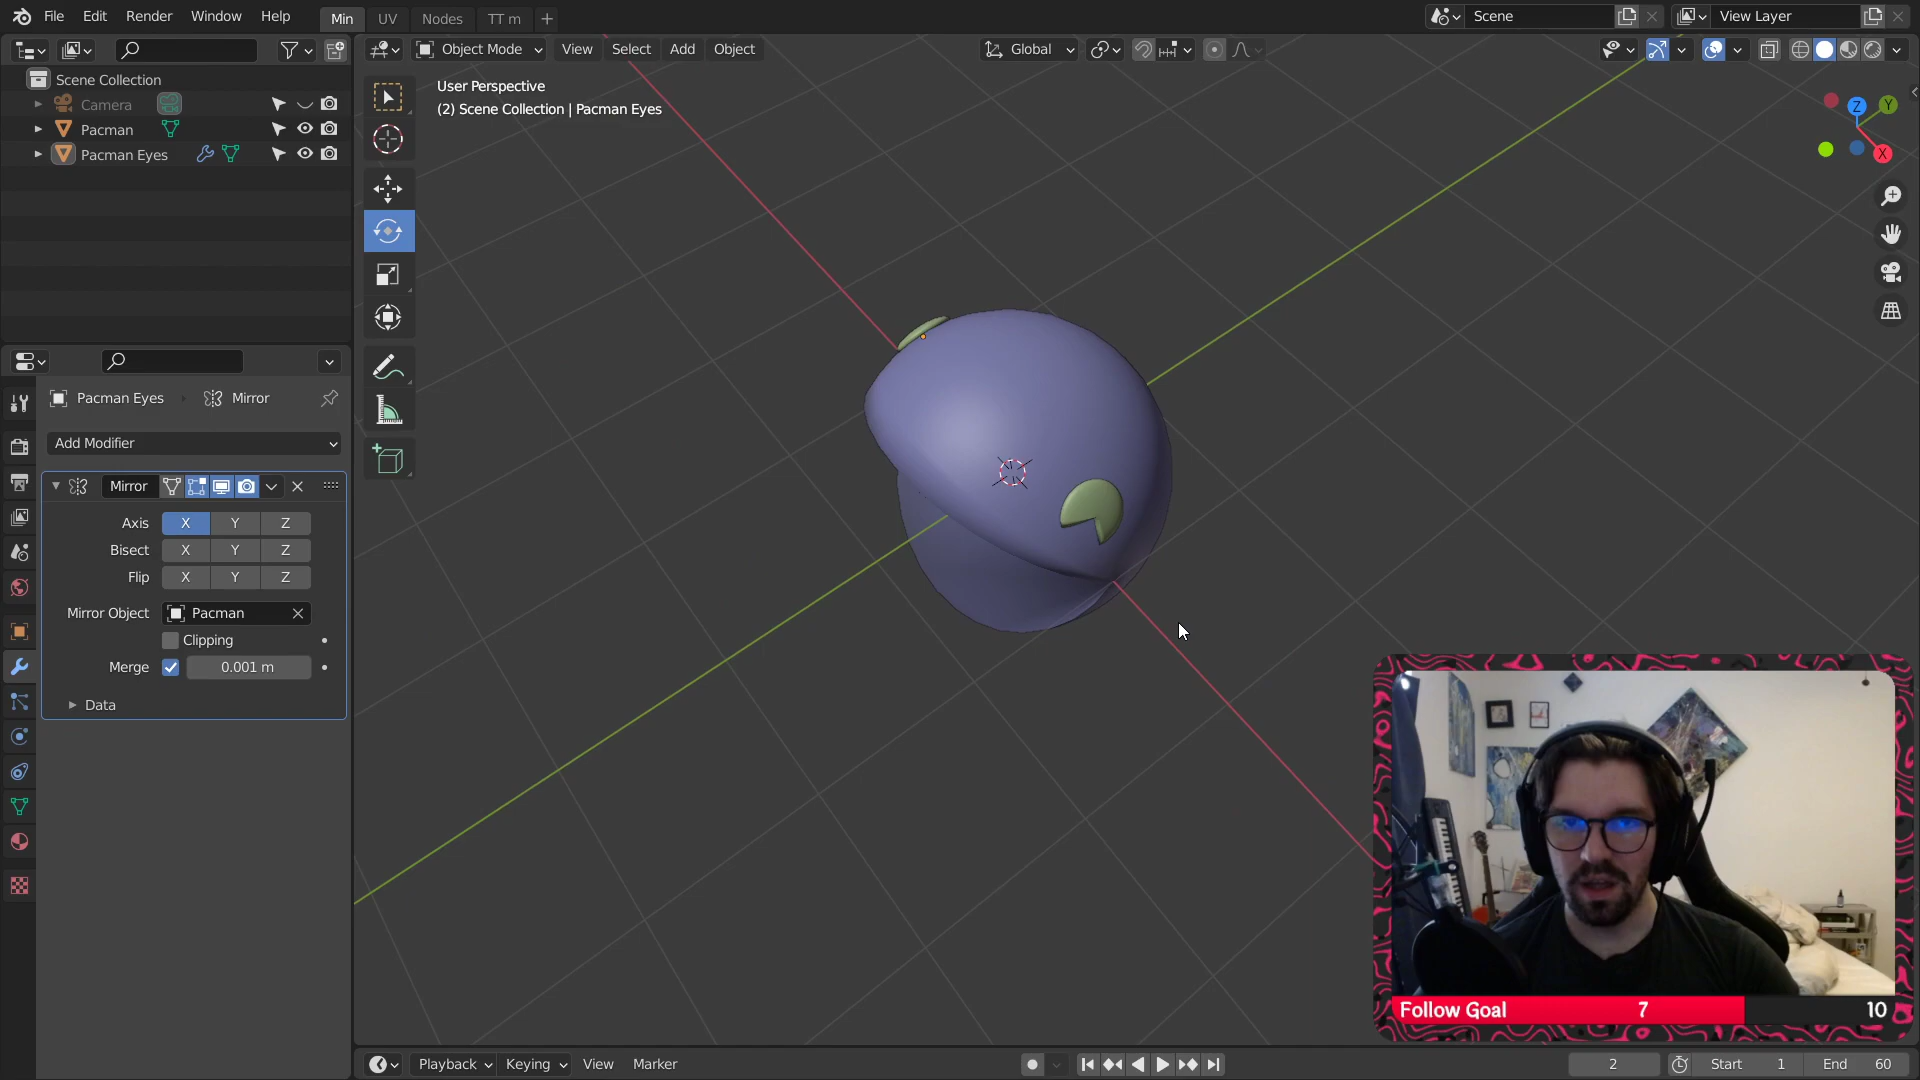 File Edit Render Window Help
Min UV Nodes TT m
Scene
View Layer
Object Mode View Select Add Object
Global
Scene Collection
Camera
Pacman
Pacman Eyes
User Perspective
(2) Scene Collection | Pacman Eyes
Z Y
X
Pacman Eyes Mirror
Add Modifier
Mirror
Axis X Y Z
Bisect X Y Z
Flip X Y Z
Mirror Object Pacman
Clipping
Merge 0.001 m
Data
Follow Goal 7 10
Playback Keying View Marker
2 Start 1 End 60